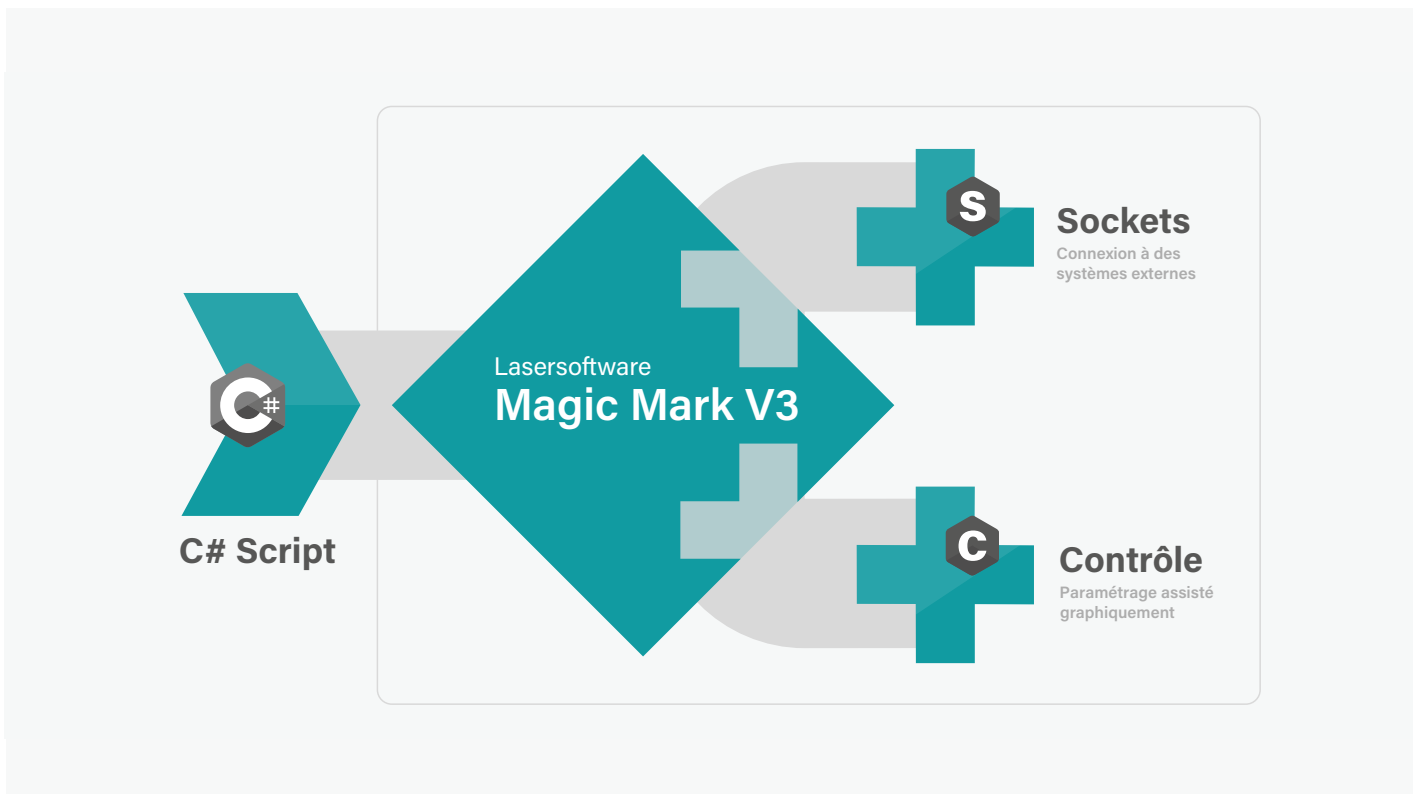 S
Sockets
Connexion à des
systèmes externes
Lasersoftware
Magic Mark V3
C#
C# Script
C
Contrôle
Paramétrage assisté
graphiquement